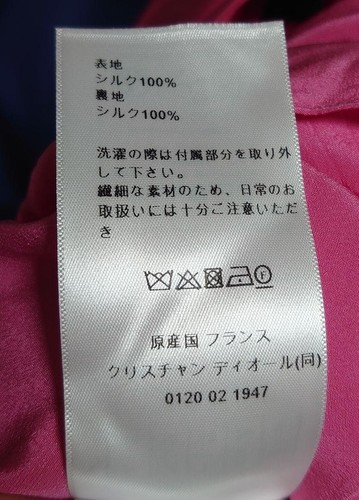 表地
シルク100%
裏地
シルク100%
洗濯の際は付属部分を取り外
して下さい。
繊細な素材のため、日常のお
取扱いには十分ご注意いただ
き
F
原産国 フランス
クリスチャン ディオール(同)
0120 02 1947